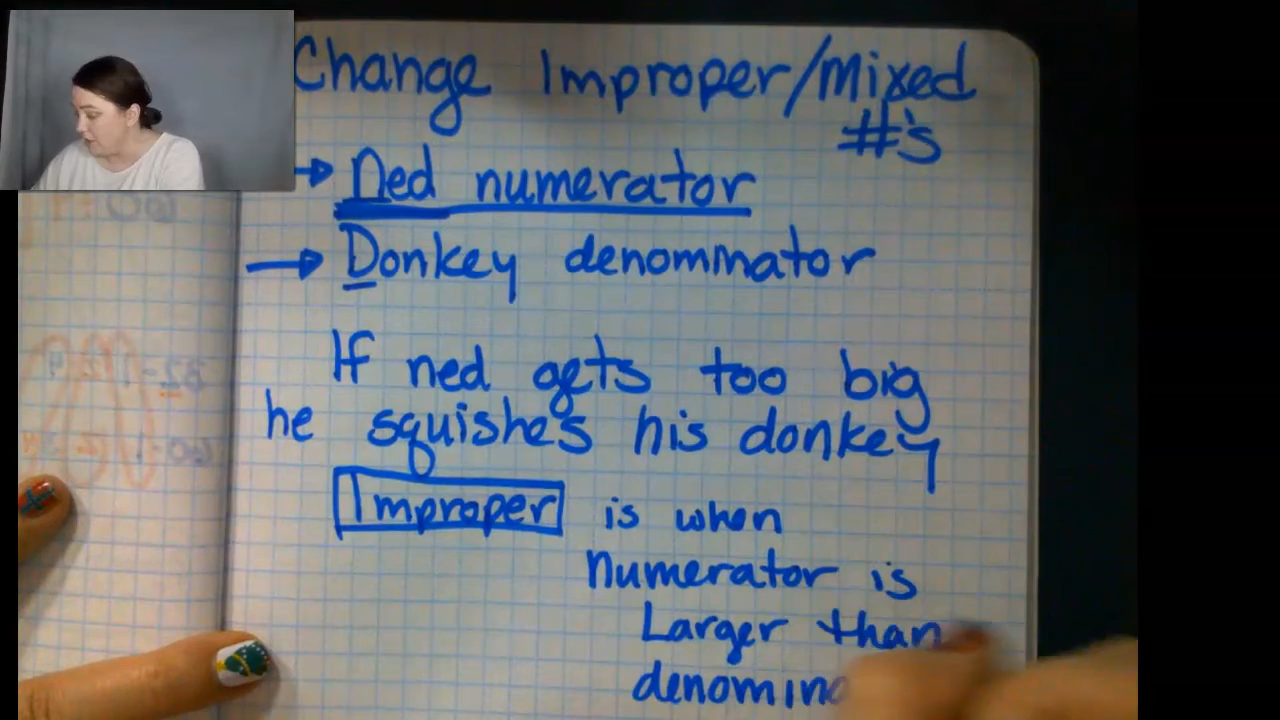 Change Improper/Mixed
#'s
Ned numerator
Donkey denominator
If ned gets too big
he squishes his donkey
Improper is when
numerator is
Larger than